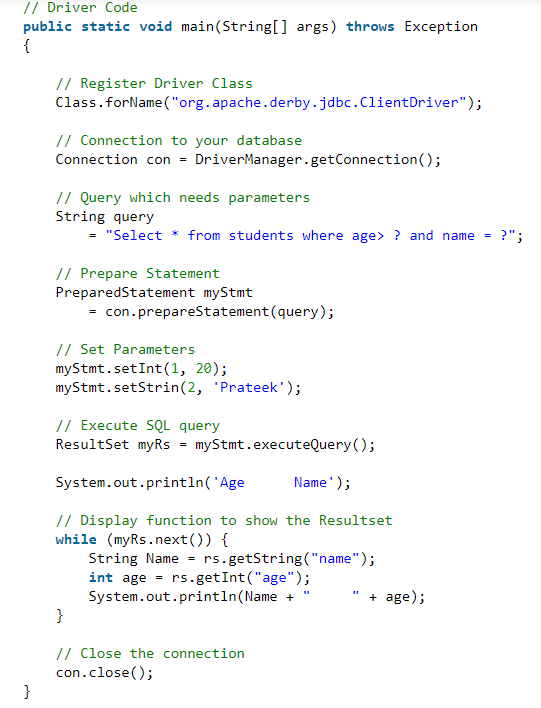 // Driver Code
public static void main(String[] args) throws Exception
{
// Register Driver Class
Class.forName("org.apache.derby.jdbc.ClientDriver");
// Connection to your database
Connection con = DriverManager.getConnection();
// Query which needs parameters
String query
= "Select * from students where age> ? and name = ?";
// Prepare Statement
PreparedStatement myStmt
= con.prepareStatement(query);
// Set Parameters
myStmt.setInt(1, 20);
myStmt.setStrin(2, 'Prateek');
// Execute SQL query
ResultSet myRs = myStmt.executeQuery();
System.out.println('Age      Name');
// Display function to show the Resultset
while (myRs.next()) {
String Name = rs.getString("name");
int age = rs.getInt("age");
System.out.println(Name + "     " + age);
}
// Close the connection
con.close();
}